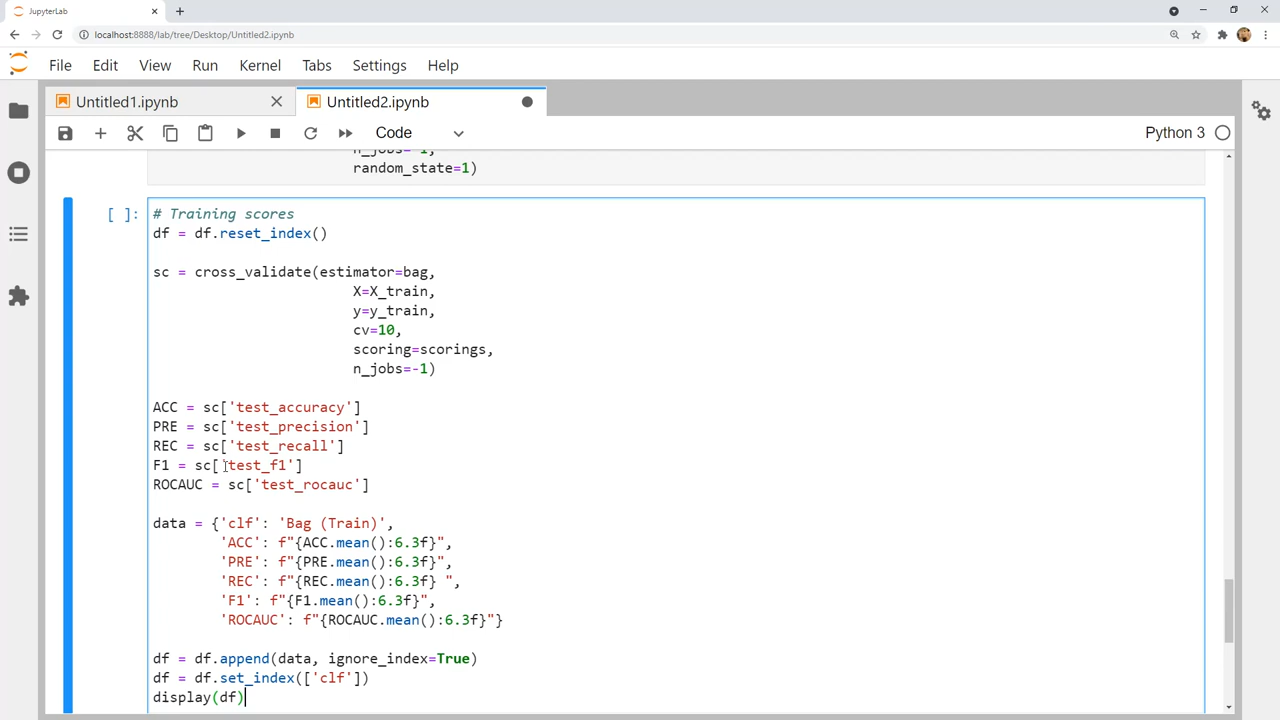 JupyterLab
localhost:8888/lab/tree/Desktop/Untitled2.ipynb
File Edit View Run Kernel Tabs Settings Help
Untitled1.ipynb
Untitled2.ipynb
Code
Python 3
n_jobs=-1,
random_state=1)
[ ]:
# Training scores
df = df.reset_index()
sc = cross_validate(estimator=bag,
X=X_train,
y=y_train,
cv=10,
scoring=scorings,
n_jobs=-1)
ACC = sc['test_accuracy']
PRE = sc['test_precision']
REC = sc['test_recall']
F1 = sc['test_f1']
ROCAUC = sc['test_rocauc']
data = {'clf': 'Bag (Train)',
'ACC': f"{ACC.mean():6.3f}",
'PRE': f"{PRE.mean():6.3f}",
'REC': f"{REC.mean():6.3f} ",
'F1': f"{F1.mean():6.3f}",
'ROCAUC': f"{ROCAUC.mean():6.3f}"}
df = df.append(data, ignore_index=True)
df = df.set_index(['clf'])
display(df)